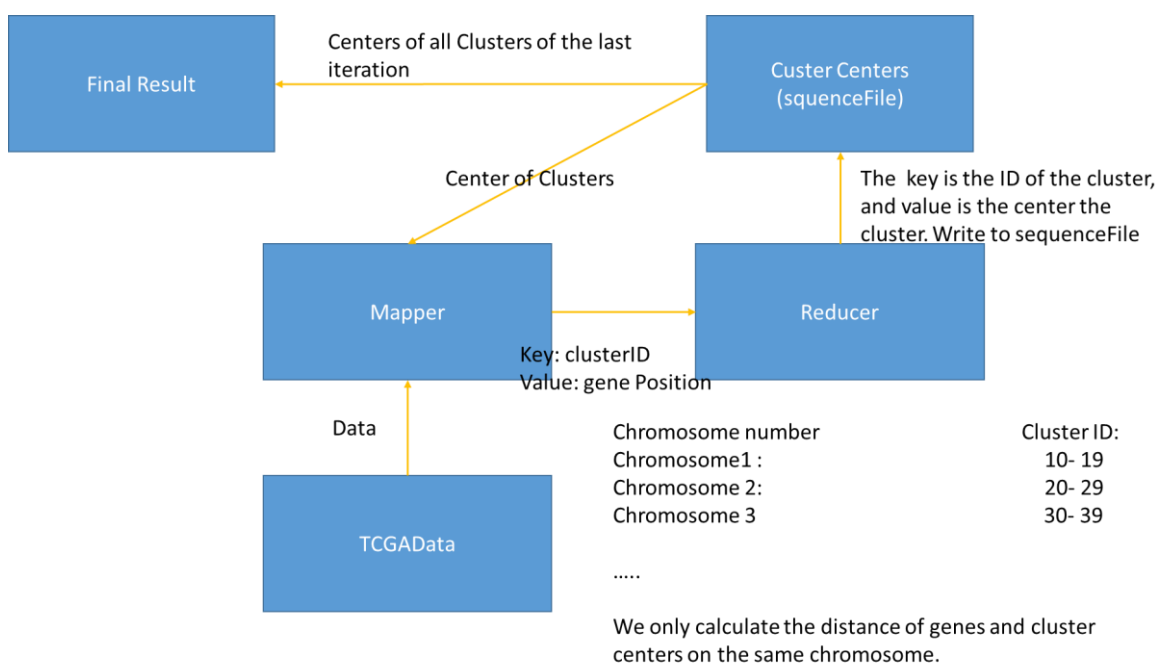 Centers of all Clusters of the last
iteration
Final Result
Custer Centers
(squenceFile)
Center of Clusters
The  key is the ID of the cluster,
and value is the center the
cluster. Write to sequenceFile
Mapper
Reducer
Key: clusterID
Value: gene Position
Data
TCGAData
Chromosome number Cluster ID:
Chromosome1 : 10- 19
Chromosome 2: 20- 29
Chromosome 3 30- 39
.....
We only calculate the distance of genes and cluster
centers on the same chromosome.